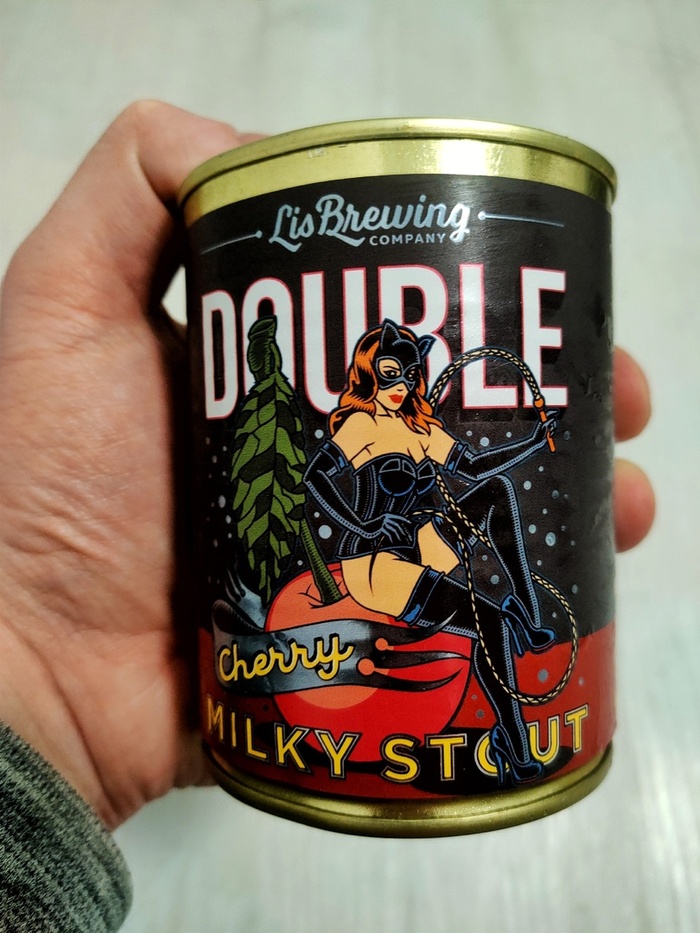 LisBrewing
COMPANY
DOUBLE
Cherry
MILKY STOUT